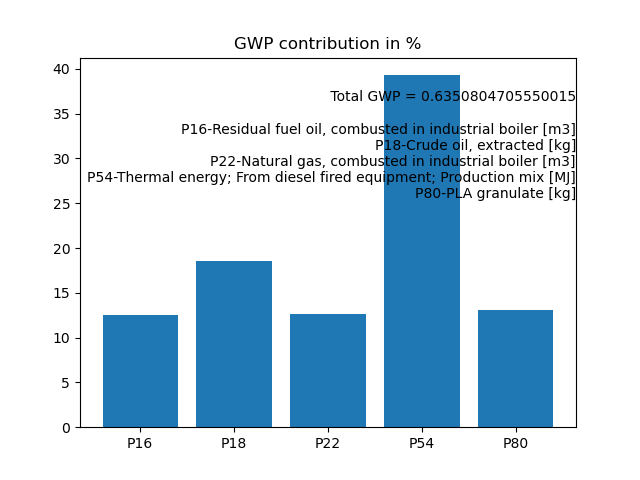 GWP contribution in %
40
35
30
25
20
15
10
5
0
Total GWP = 0.6350804705550015
P16-Residual fuel oil, combusted in industrial boiler [m3]
P18-Crude oil, extracted [kg]
P22-Natural gas, combusted in industrial boiler [m3]
P54-Thermal energy; From diesel fired equipment; Production mix [MJ]
P80-PLA granulate [kg]
P16 P18 P22 P54 P80